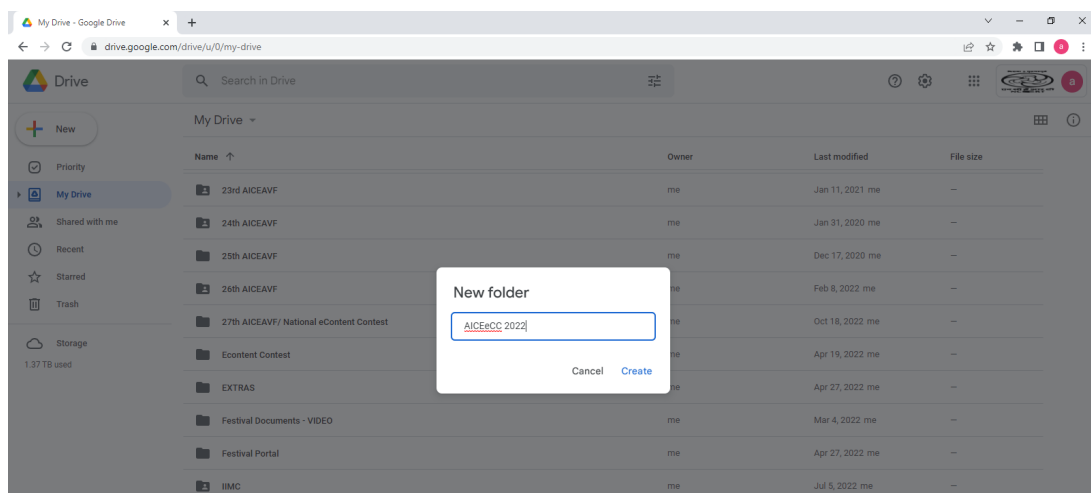 My Drive - Google Drive
drive.google.com/drive/u/0/my-drive
a
Drive
Search in Drive
a
New
My Drive
Priority
My Drive
Shared with me
Recent
Starred
Trash
Storage
1.37 TB used
Name Owner Last modified File size
23rd AICEAVF me Jan 11, 2021 me –
24th AICEAVF me Jan 31, 2020 me –
25th AICEAVF me Dec 17, 2020 me –
26th AICEAVF me Feb 8, 2022 me –
27th AICEAVF/ National eContent Contest me Oct 18, 2022 me –
Econtent Contest me Apr 19, 2022 me –
EXTRAS me Apr 27, 2022 me –
Festival Documents - VIDEO me Mar 4, 2022 me –
Festival Portal me Apr 27, 2022 me –
IIMC me Jul 5, 2022 me –
New folder
AICEeCC 2022
Cancel Create